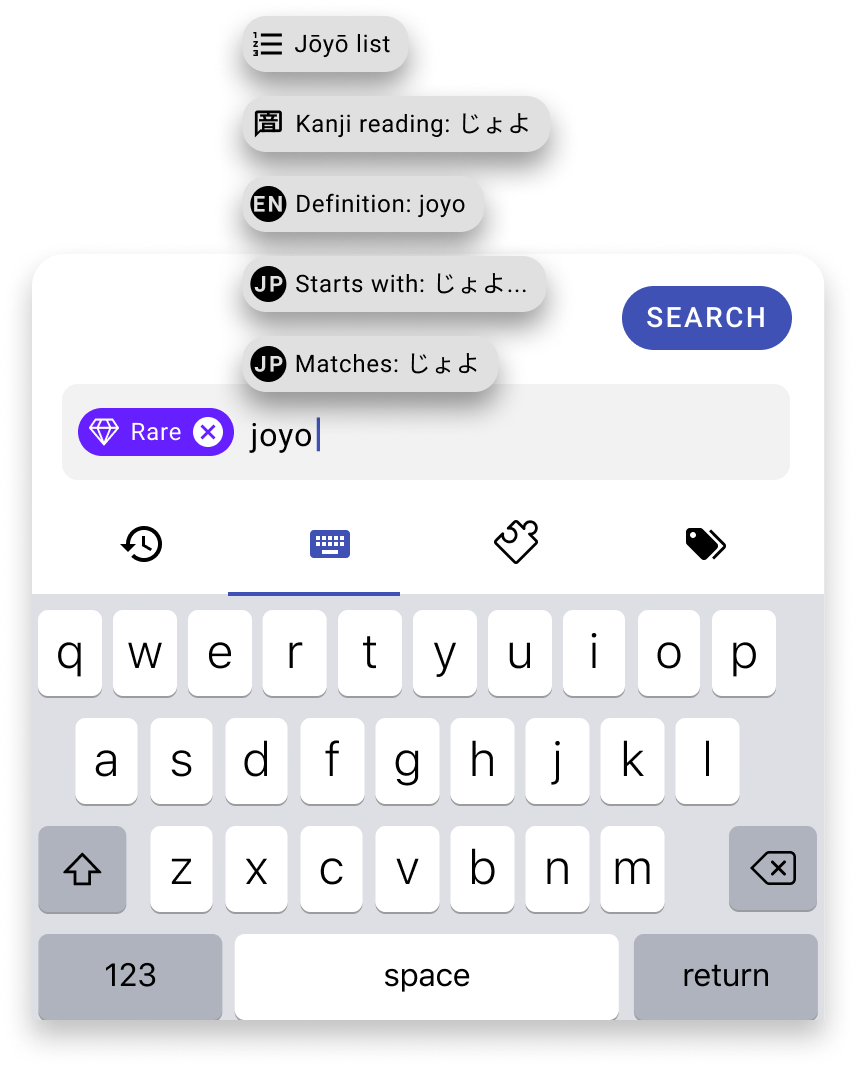 Jōyō list
音 Kanji reading: じょよ
EN Definition: joyo
JP Starts with: じょよ...
SEARCH
JP Matches: じょよ
Rare joyo
q w e r t y u i o p
a s d f g h j k l
z x c v b n m
123 space return